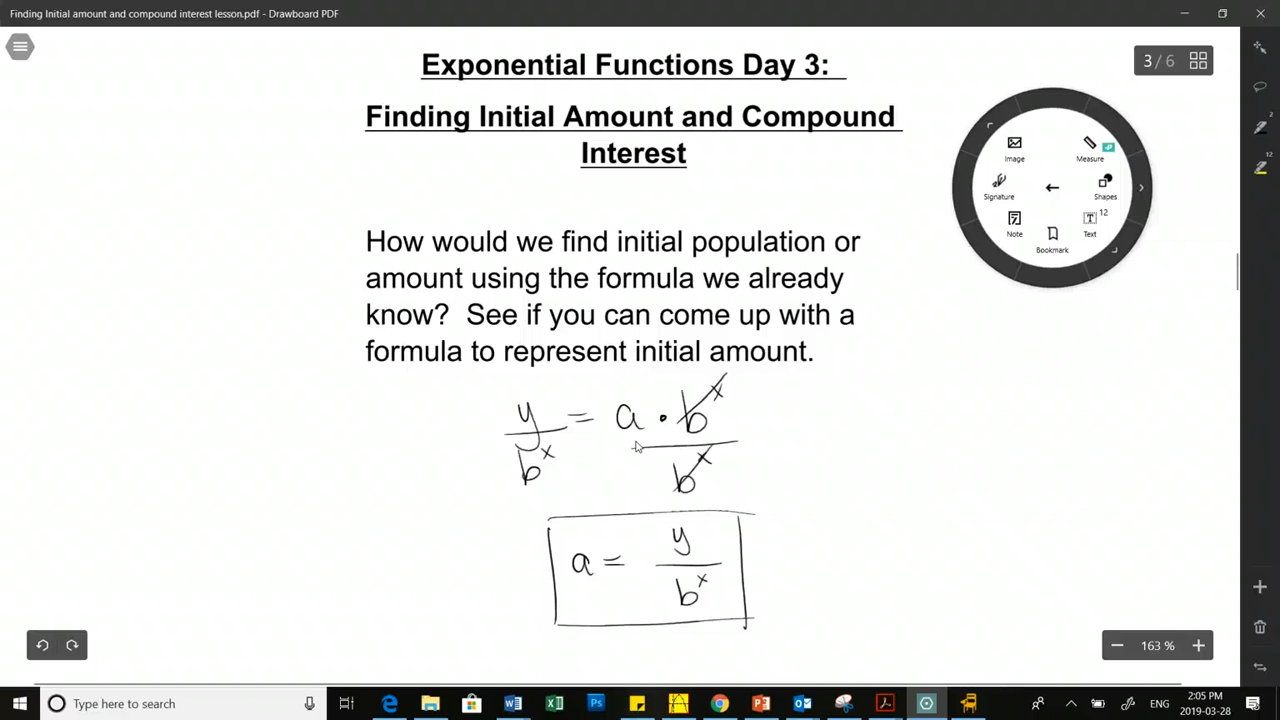 Finding Initial amount and compound interest lesson.pdf - Drawboard PDF
3 / 6
Exponential Functions Day 3:
Finding Initial Amount and Compound
Interest
Image
Measure
Signature
Shapes
Note
12
Text
Bookmark
How would we find initial population or
amount using the formula we already
know? See if you can come up with a
formula to represent initial amount.
y = a · b^x
b^x b^x
a = y
b^x
163 %
Type here to search
ENG
2:05 PM
2019-03-28
2
12